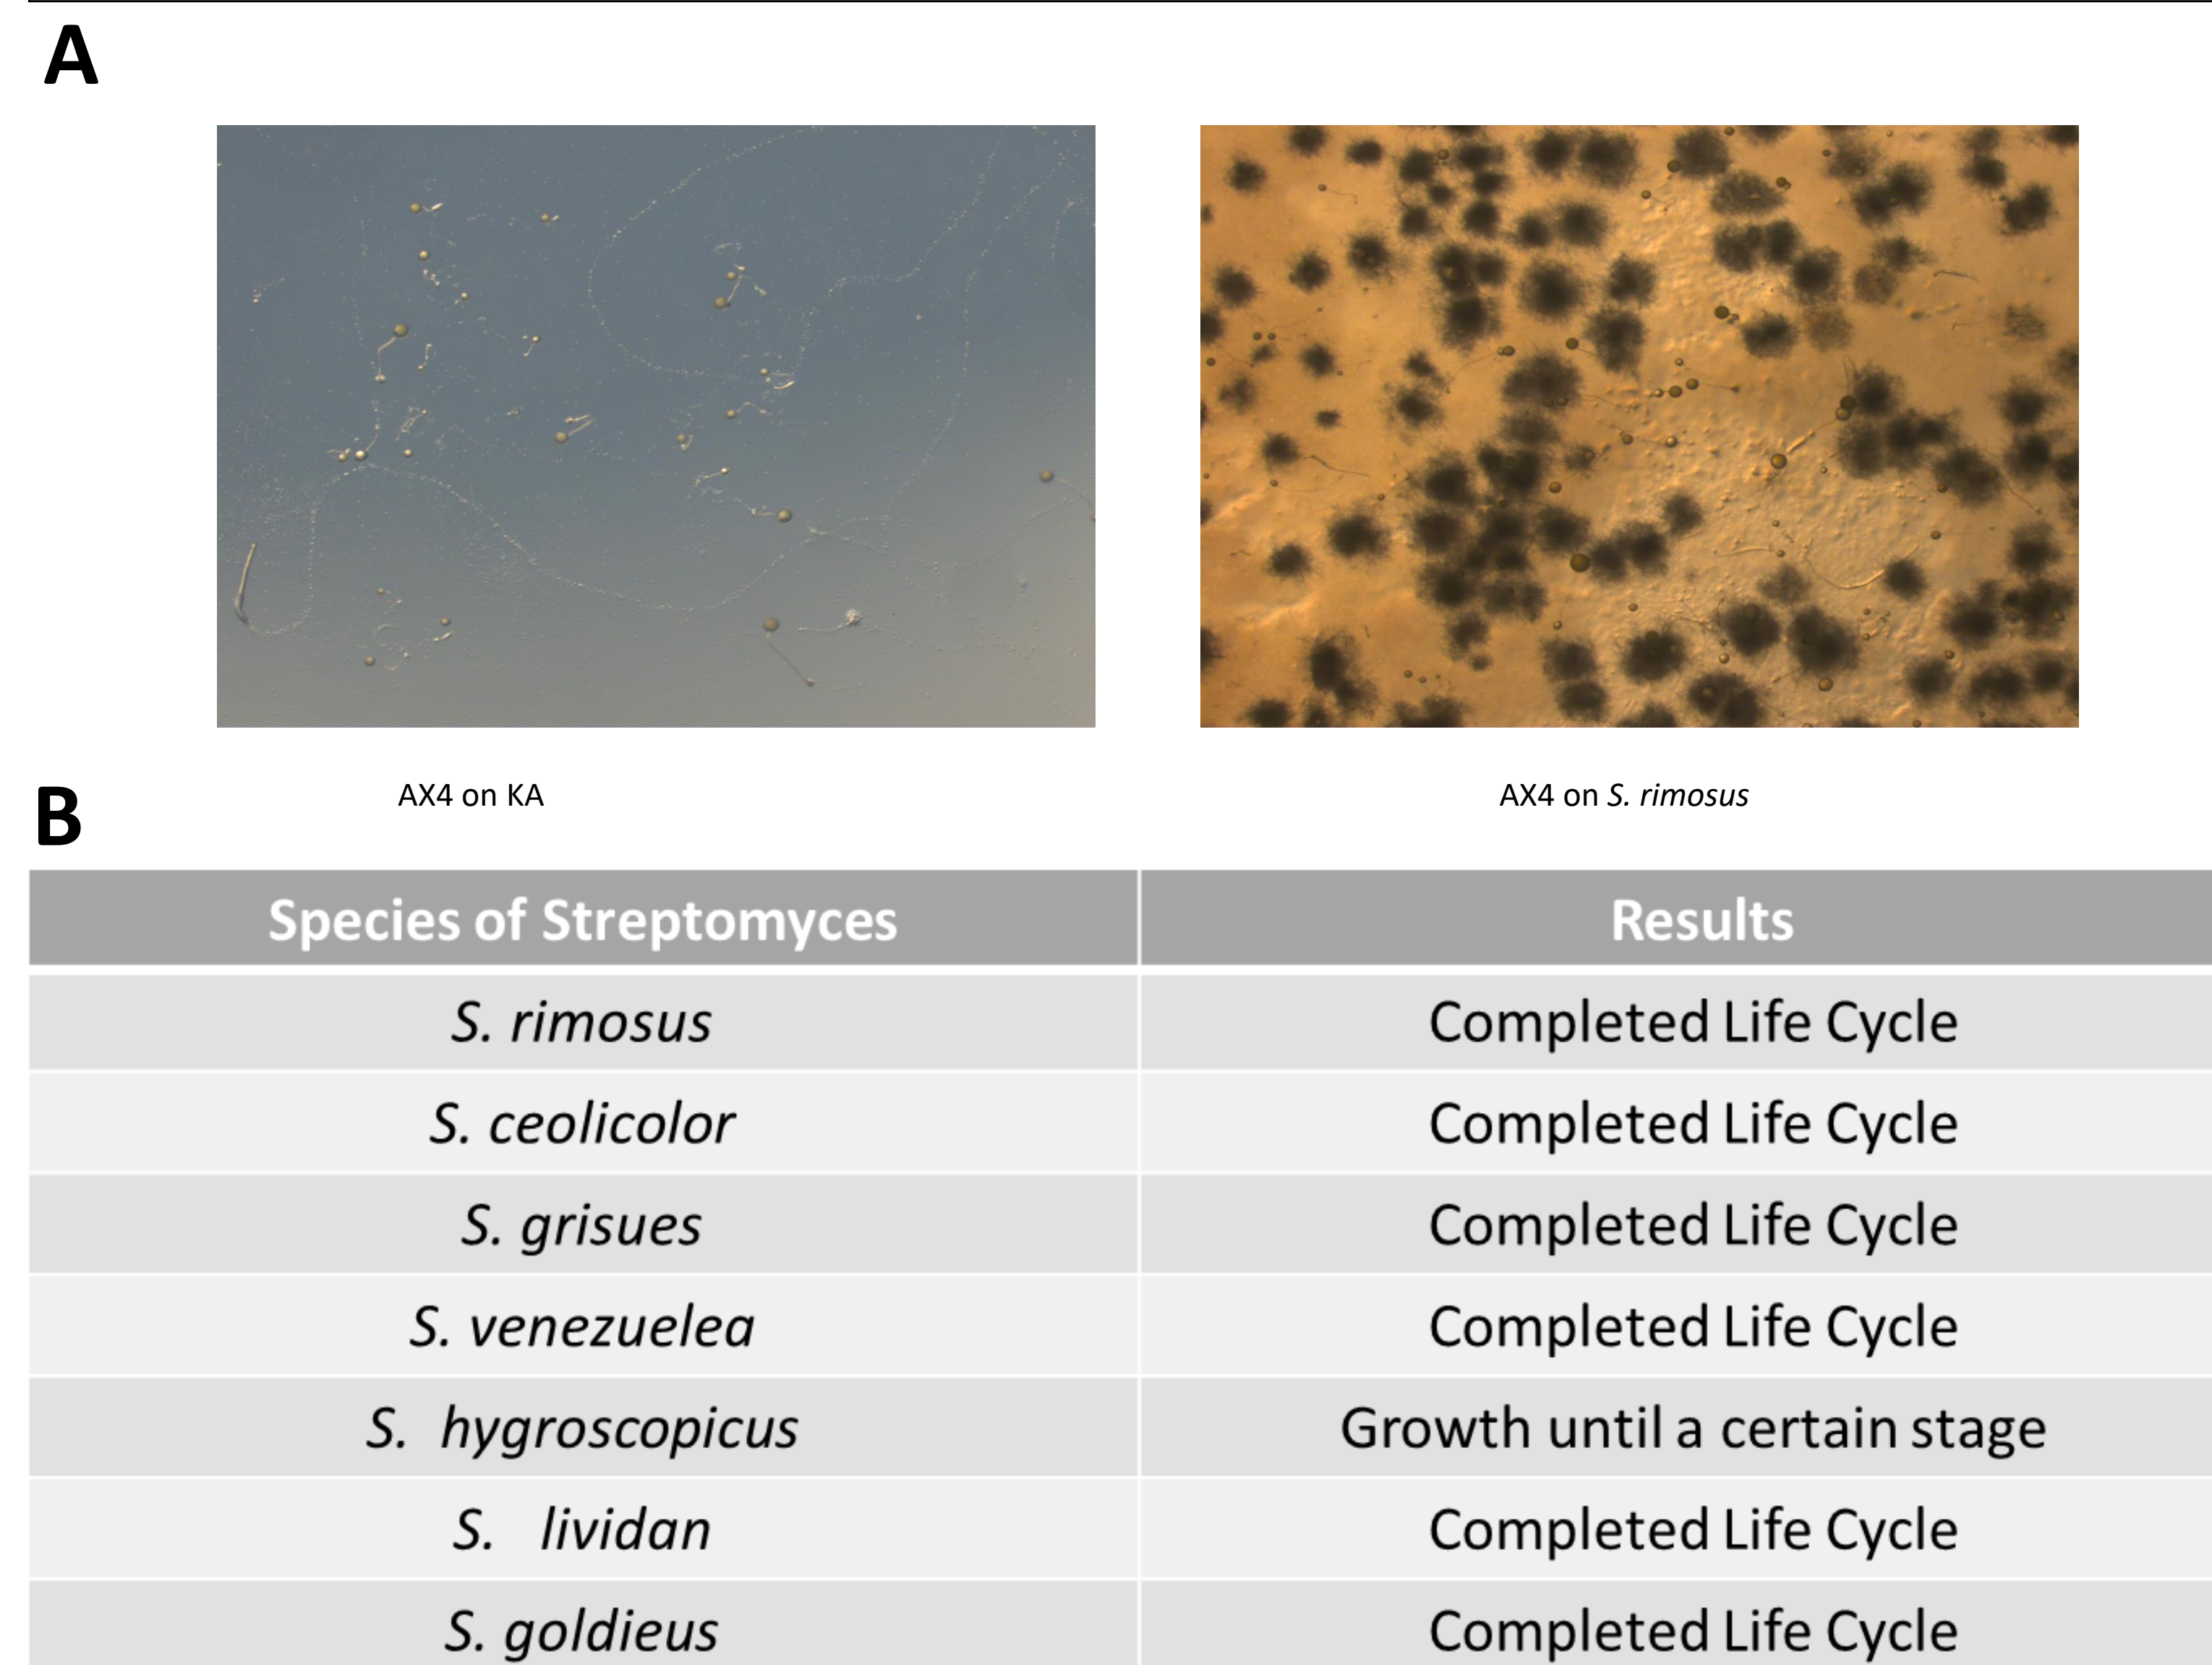 A
AX4 on KA
AX4 on S. rimosus
B
Species of Streptomyces Results
S. rimosus Completed Life Cycle
S. ceolicolor Completed Life Cycle
S. grisues Completed Life Cycle
S. venezuelea Completed Life Cycle
S. hygroscopicus Growth until a certain stage
S. lividan Completed Life Cycle
S. goldieus Completed Life Cycle